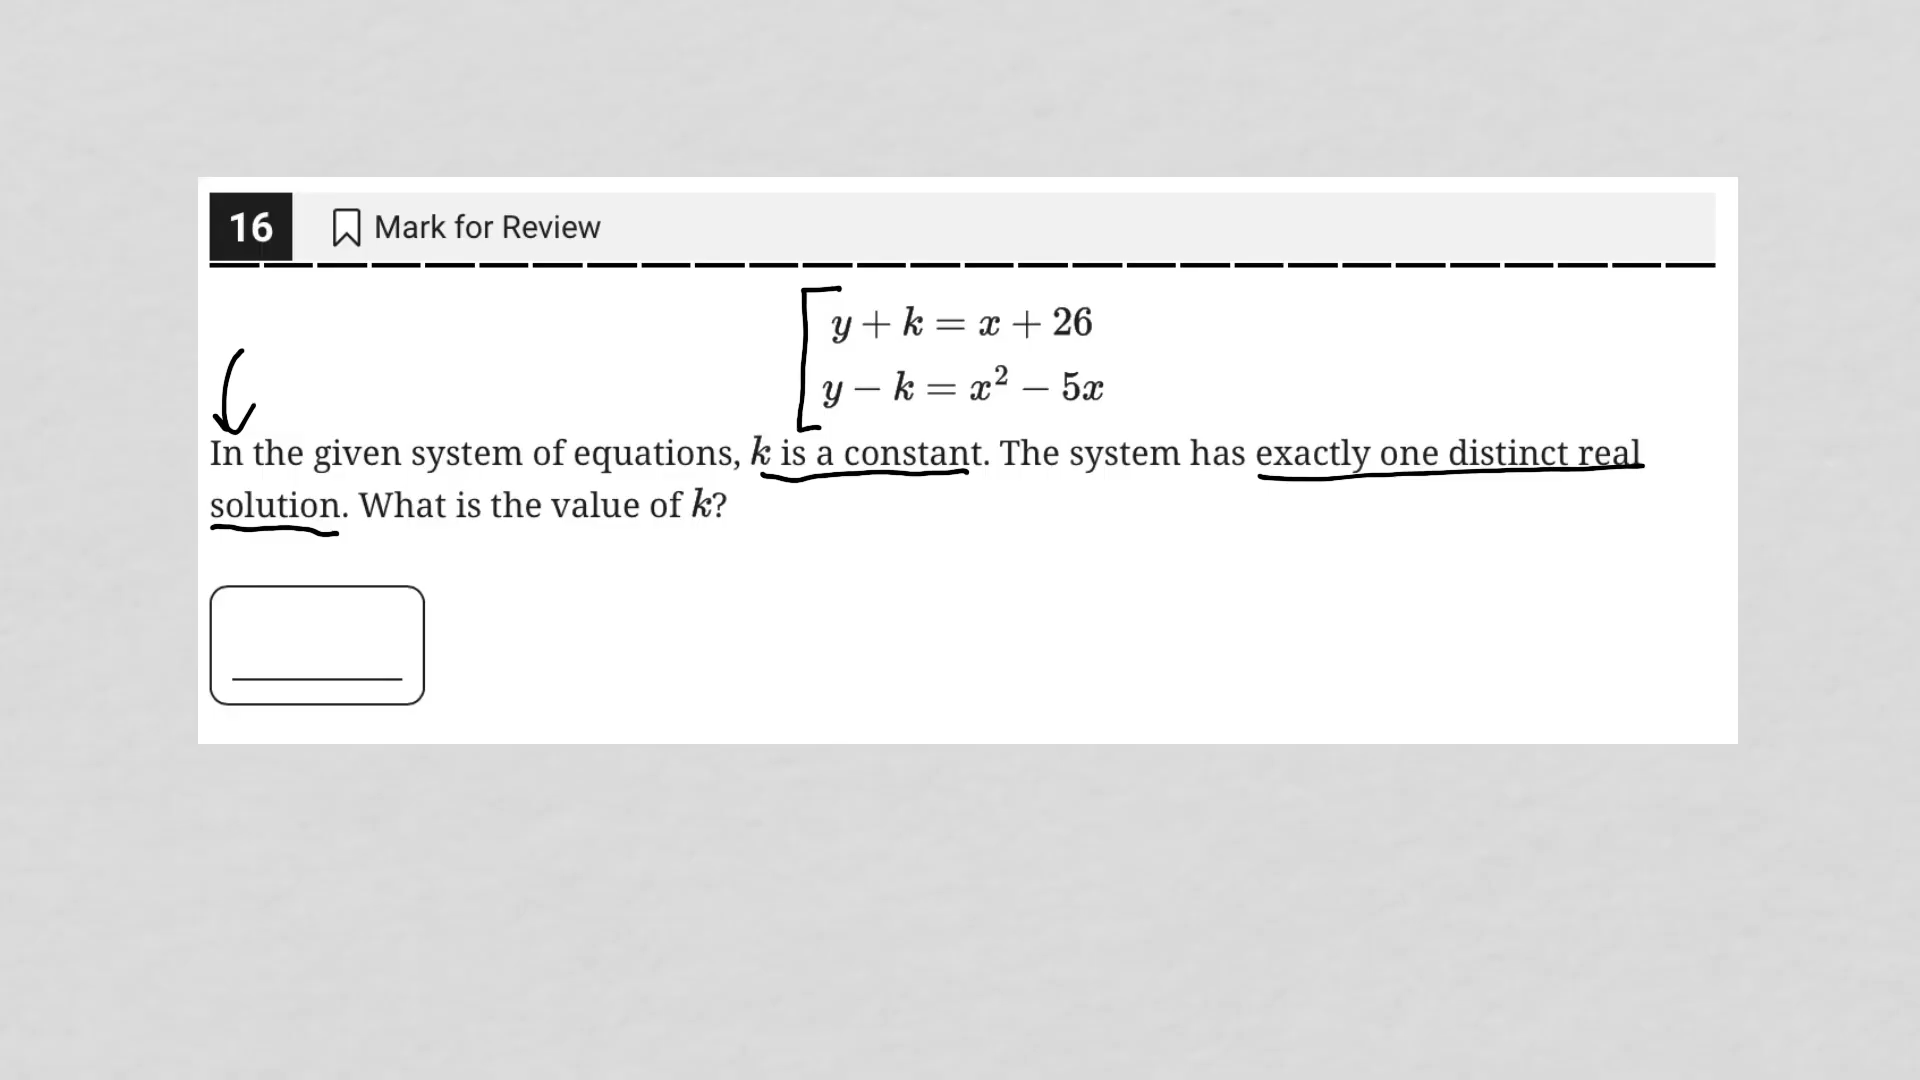 16 Mark for Review
y + k = x + 26
y − k = x² − 5x
In the given system of equations, k is a constant. The system has exactly one distinct real
solution. What is the value of k?